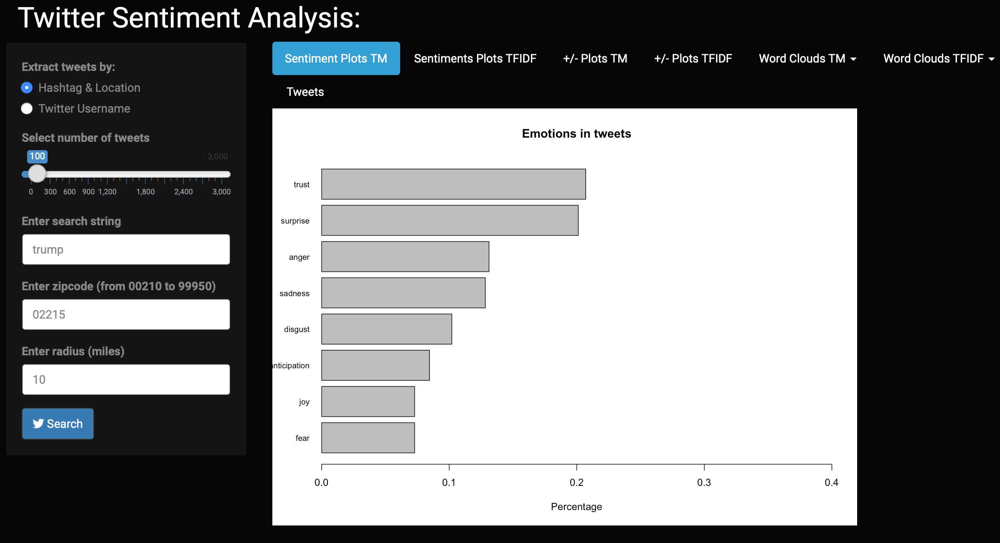 Twitter Sentiment Analysis:
Extract tweets by:
Hashtag & Location
Twitter Username
Select number of tweets
100 3,000
0 300 600 900 1,200 1,800 2,400 3,000
Enter search string
trump
Enter zipcode (from 00210 to 99950)
02215
Enter radius (miles)
10
Search
Sentiment Plots TM Sentiments Plots TFIDF +/- Plots TM +/- Plots TFIDF Word Clouds TM Word Clouds TFIDF
Tweets
Emotions in tweets
trust
surprise
anger
sadness
disgust
nticipation
joy
fear
0.0 0.1 0.2 0.3 0.4
Percentage